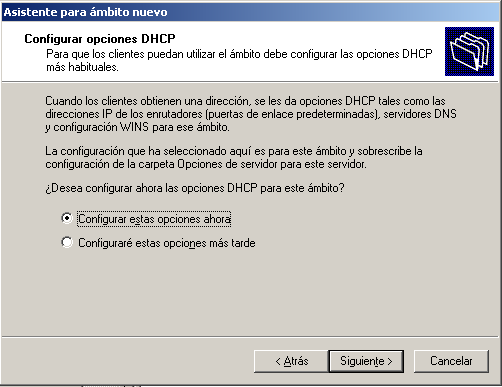 Asistente para ámbito nuevo
Configurar opciones DHCP
Para que los clientes puedan utilizar el ámbito debe configurar las opciones DHCP
más habituales.
Cuando los clientes obtienen una dirección, se les da opciones DHCP tales como las
direcciones IP de los enrutadores (puertas de enlace predeterminadas), servidores DNS
y configuración WINS para ese ámbito.
La configuración que ha seleccionado aquí es para este ámbito y sobrescribe la
configuración de la carpeta Opciones de servidor para este servidor.
¿Desea configurar ahora las opciones DHCP para este ámbito?
Configurar estas opciones ahora
Configuraré estas opciones más tarde
< Atrás
Siguiente >
Cancelar